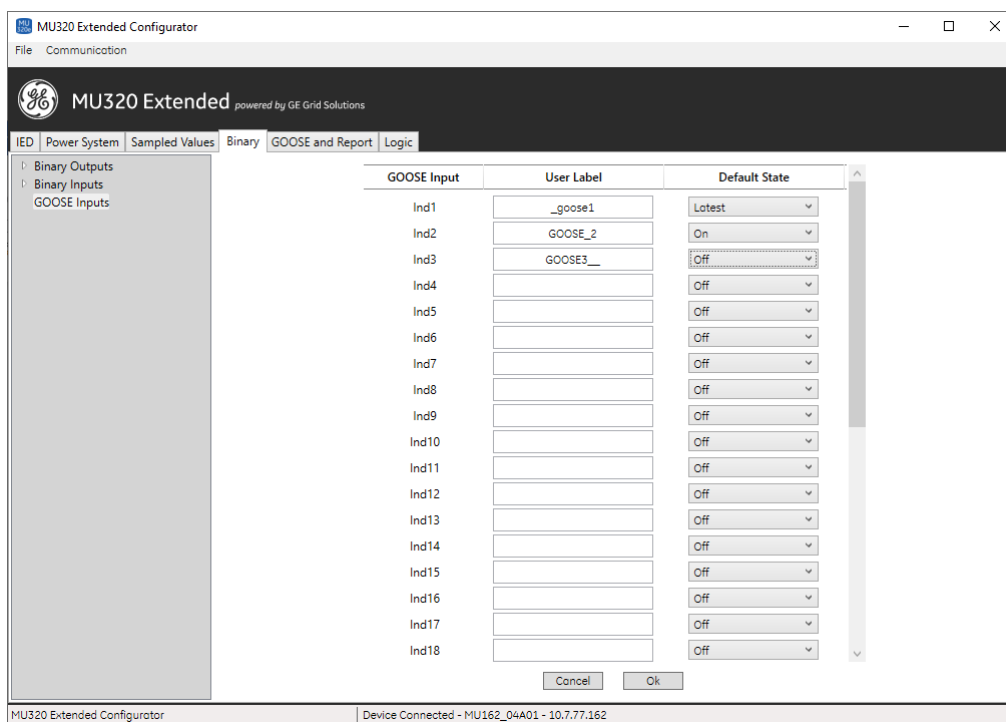 MU
320e
MU320 Extended Configurator
File Communication
MU320 Extended powered by GE Grid Solutions
IED Power System Sampled Values Binary GOOSE and Report Logic
Binary Outputs
Binary Inputs
GOOSE Inputs
GOOSE Input User Label Default State
Ind1 _goose1 Latest
Ind2 GOOSE_2 On
Ind3 GOOSE3__ Off
Ind4 Off
Ind5 Off
Ind6 Off
Ind7 Off
Ind8 Off
Ind9 Off
Ind10 Off
Ind11 Off
Ind12 Off
Ind13 Off
Ind14 Off
Ind15 Off
Ind16 Off
Ind17 Off
Ind18 Off
Cancel Ok
MU320 Extended Configurator Device Connected - MU162_04A01 - 10.7.77.162